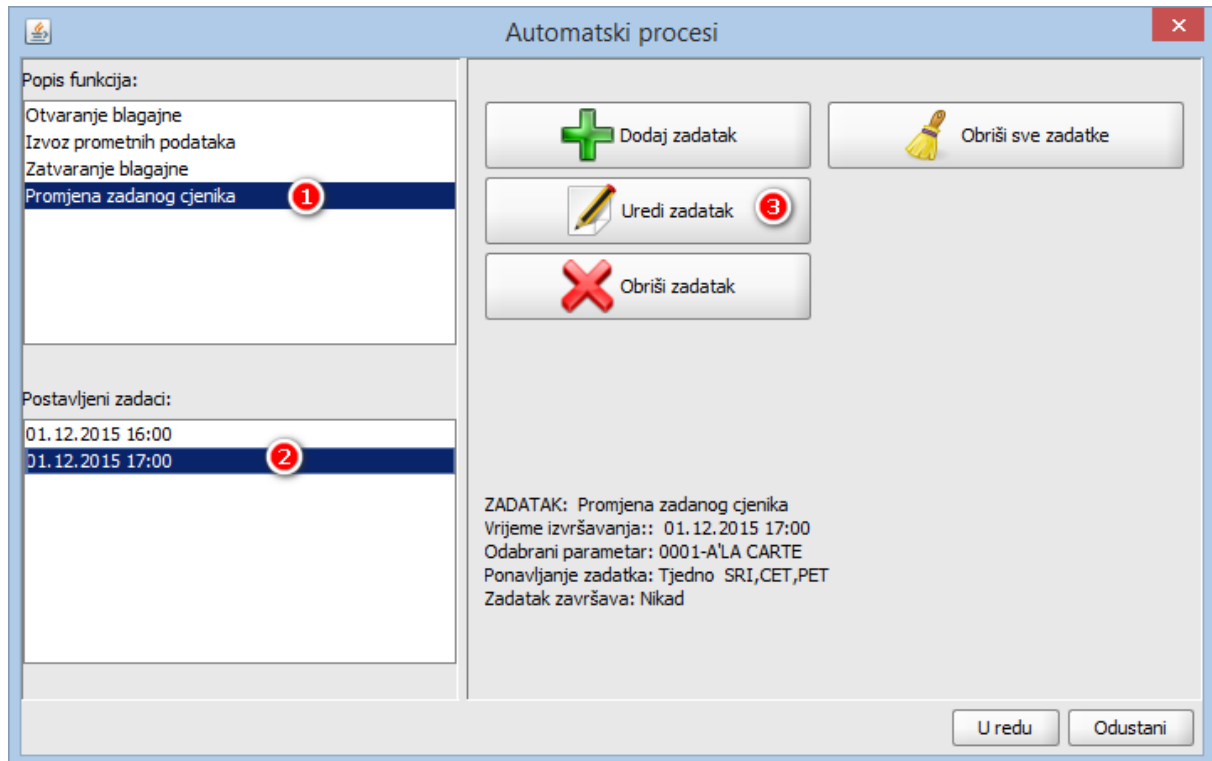 Automatski procesi
Popis funkcija:
Otvaranje blagajne
Izvoz prometnih podataka
Zatvaranje blagajne
Promjena zadanog cjenika 1
Postavljeni zadaci:
01.12.2015 16:00
01.12.2015 17:00 2
Dodaj zadatak
Obriši sve zadatke
Uredi zadatak 3
Obriši zadatak
ZADATAK: Promjena zadanog cjenika
Vrijeme izvršavanja:: 01.12.2015 17:00
Odabrani parametar: 0001-A'LA CARTE
Ponavljanje zadatka: Tjedno SRI,CET,PET
Zadatak završava: Nikad
U redu
Odustani